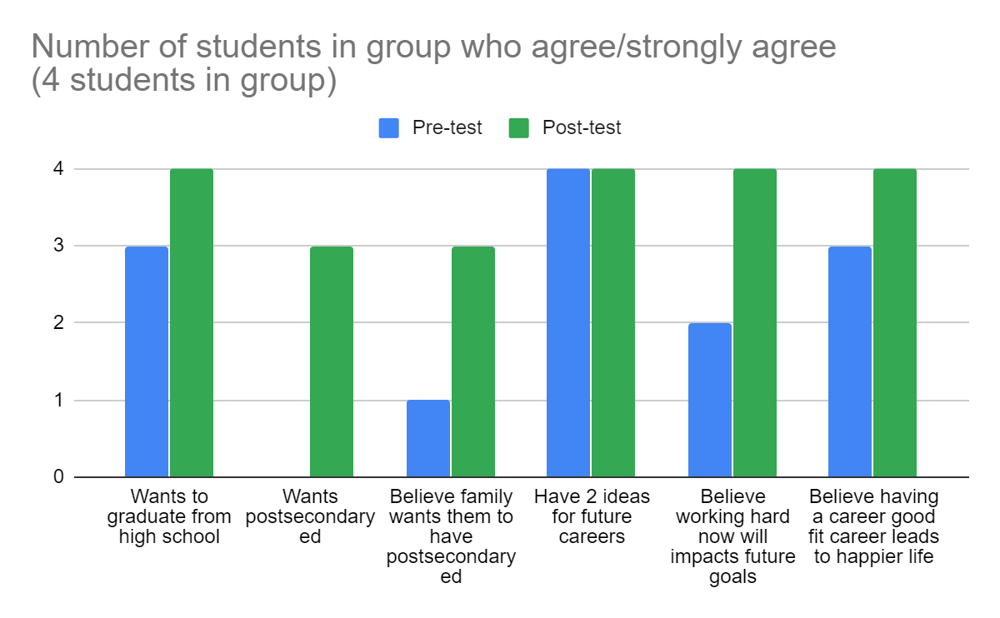 Number of students in group who agree/strongly agree
(4 students in group)
Pre-test Post-test
4
3
2
1
0
Wants to
graduate from
high school
Wants
postsecondary
ed
Believe family
wants them to
have
postsecondary
ed
Have 2 ideas
for future
careers
Believe
working hard
now will
impacts future
goals
Believe having
a career good
fit career leads
to happier life